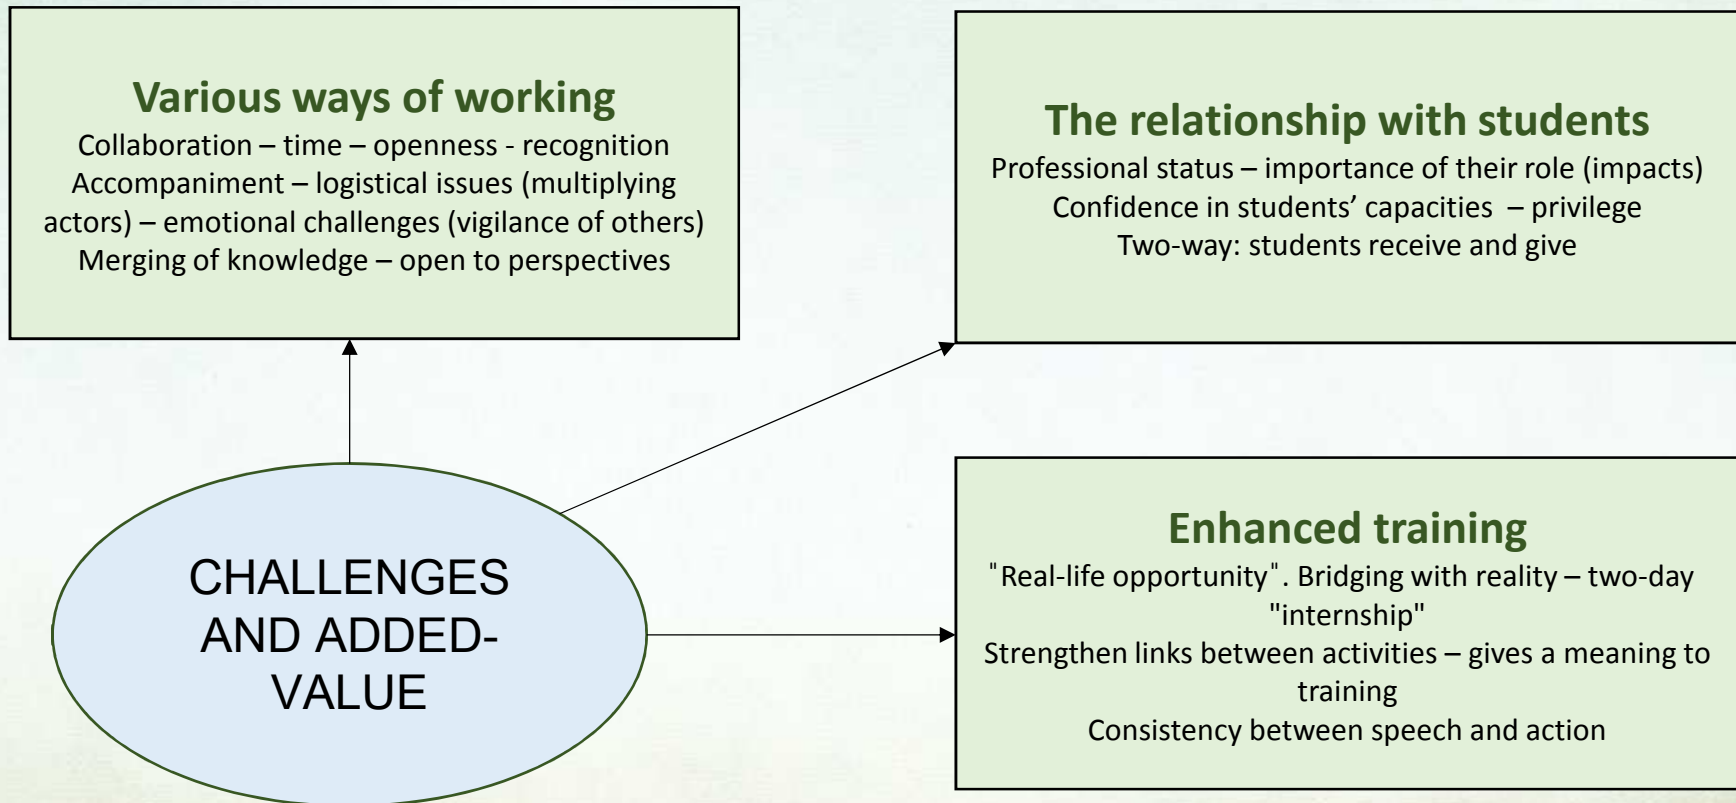 Various ways of working
Collaboration – time – openness - recognition
Accompaniment – logistical issues (multiplying
actors) – emotional challenges (vigilance of others)
Merging of knowledge – open to perspectives
The relationship with students
Professional status – importance of their role (impacts)
Confidence in students’ capacities – privilege
Two-way: students receive and give
CHALLENGES
AND ADDED-
VALUE
Enhanced training
"Real-life opportunity". Bridging with reality – two-day
"internship"
Strengthen links between activities – gives a meaning to
training
Consistency between speech and action